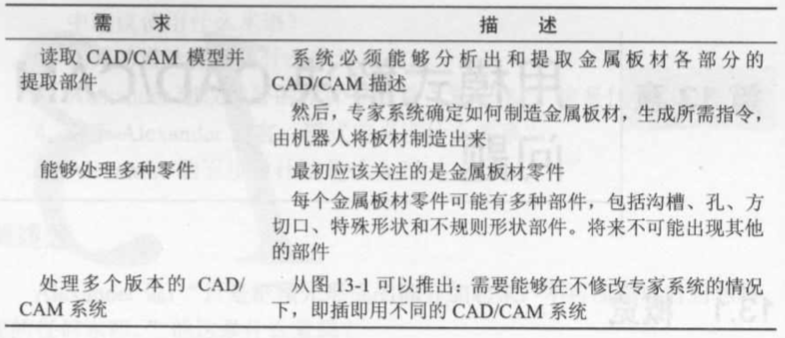 需 求 描 述
读取 CAD/CAM 模型并 系统必须能够分析出和提取金属板材各部分的
提取部件 CAD/CAM 描述
然后，专家系统确定如何制造金属板材，生成所需指令，
由机器人将板材制造出来
能够处理多种零件 最初应该关注的是金属板材零件
每个金属板材零件可能有多种部件，包括沟槽、孔、方
切口、特殊形状和不规则形状部件。将来不可能出现其他
的部件
处理多个版本的 CAD/ 从图 13-1 可以推出：需要能够在不修改专家系统的情况
CAM 系统 下，即插即用不同的 CAD/CAM 系统